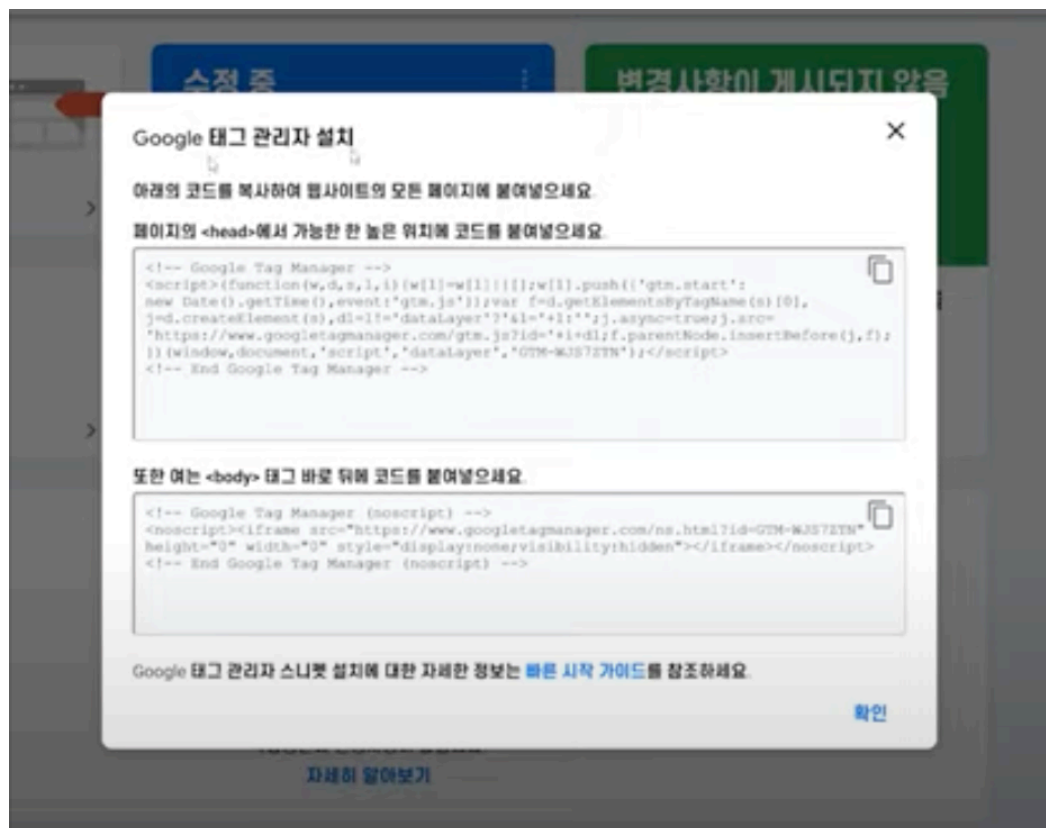 수정 중
변경사항이 게시되지 않음
Google 태그 관리자 설치
아래의 코드를 복사하여 웹사이트의 모든 페이지에 붙여넣으세요.
페이지의 <head>에서 가능한 한 높은 위치에 코드를 붙여넣으세요.
<!-- Google Tag Manager -->
<script>(function(w,d,s,l,i){w[l]=w[l]||[];w[l].push({'gtm.start':
new Date().getTime(),event:'gtm.js'});var f=d.getElementsByTagName(s)[0],
j=d.createElement(s),dl=l!='dataLayer'?'&l='+l:'';j.async=true;j.src=
'https://www.googletagmanager.com/gtm.js?id='+i+dl;f.parentNode.insertBefore(j,f);
})(window,document,'script','dataLayer','GTM-WJS7ZTN');</script>
<!-- End Google Tag Manager -->
또한 여는 <body> 태그 바로 뒤에 코드를 붙여넣으세요.
<!-- Google Tag Manager (noscript) -->
<noscript><iframe src="https://www.googletagmanager.com/ns.html?id=GTM-WJS7ZTN"
height="0" width="0" style="display:none;visibility:hidden"></iframe></noscript>
<!-- End Google Tag Manager (noscript) -->
Google 태그 관리자 스니펫 설치에 대한 자세한 정보는 빠른 시작 가이드를 참조하세요.
확인
자세히 알아보기